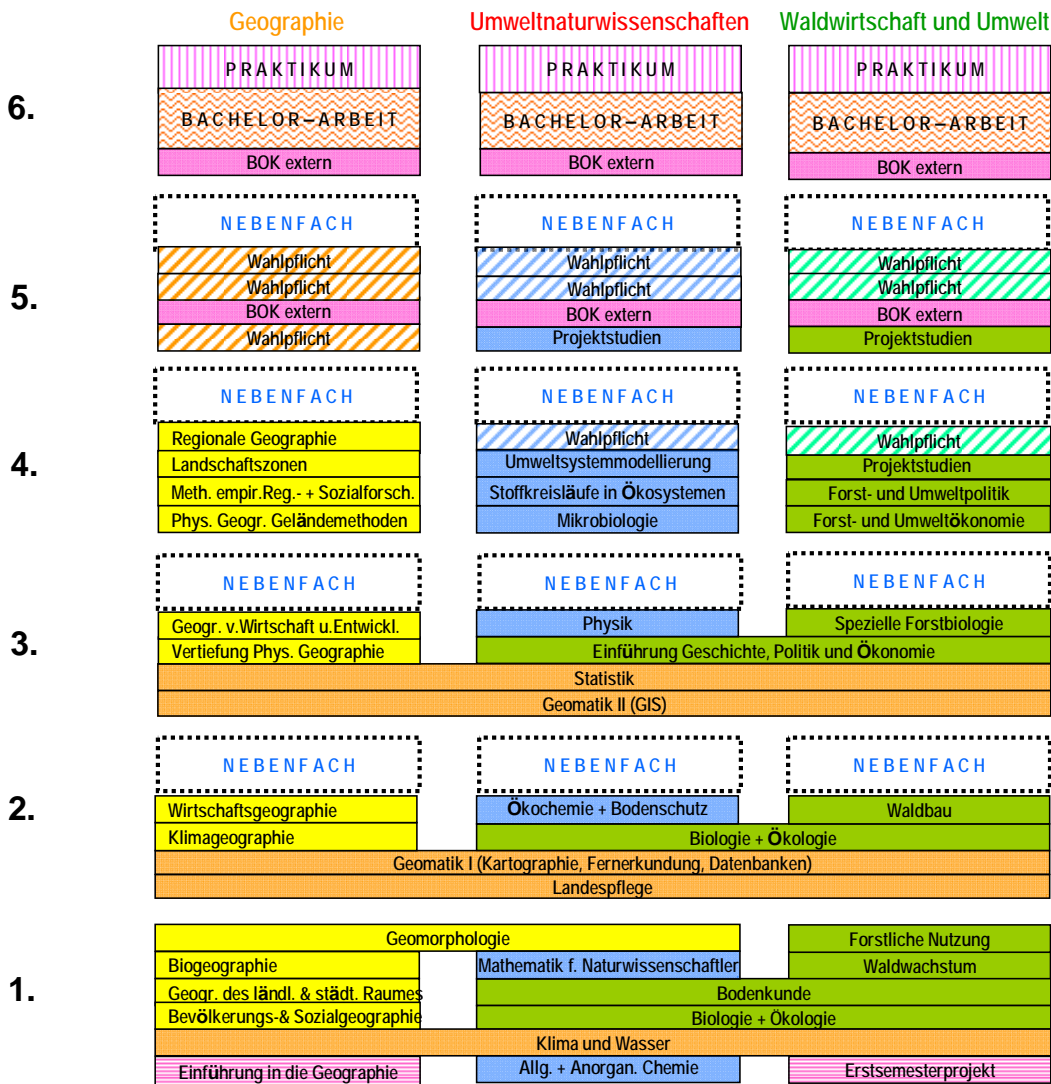 Geographie
Umweltnaturwissenschaften
Waldwirtschaft und Umwelt
6.
PRAKTIKUM
PRAKTIKUM
PRAKTIKUM
BACHELOR–ARBEIT
BACHELOR–ARBEIT
BACHELOR–ARBEIT
BOK extern
BOK extern
BOK extern
5.
NEBENFACH
NEBENFACH
NEBENFACH
Wahlpflicht
Wahlpflicht
Wahlpflicht
Wahlpflicht
Wahlpflicht
Wahlpflicht
BOK extern
BOK extern
BOK extern
Wahlpflicht
Projektstudien
Projektstudien
4.
NEBENFACH
NEBENFACH
NEBENFACH
Regionale Geographie
Wahlpflicht
Wahlpflicht
Landschaftszonen
Umweltsystemmodellierung
Projektstudien
Meth. empir.Reg.- + Sozialforsch.
Stoffkreisläufe in Ökosystemen
Forst- und Umweltpolitik
Phys. Geogr. Geländemethoden
Mikrobiologie
Forst- und Umweltökonomie
3.
NEBENFACH
NEBENFACH
NEBENFACH
Geogr. v.Wirtschaft u.Entwickl.
Physik
Spezielle Forstbiologie
Vertiefung Phys. Geographie
Einführung Geschichte, Politik und Ökonomie
Statistik
Geomatik II (GIS)
2.
NEBENFACH
NEBENFACH
NEBENFACH
Wirtschaftsgeographie
Ökochemie + Bodenschutz
Waldbau
Klimageographie
Biologie + Ökologie
Geomatik I (Kartographie, Fernerkundung, Datenbanken)
Landespflege
1.
Geomorphologie
Forstliche Nutzung
Biogeographie
Mathematik f. Naturwissenschaftler
Waldwachstum
Geogr. des ländl. & städt. Raumes
Bodenkunde
Bevölkerungs-& Sozialgeographie
Biologie + Ökologie
Klima und Wasser
Einführung in die Geographie
Allg. + Anorgan. Chemie
Erstsemesterprojekt